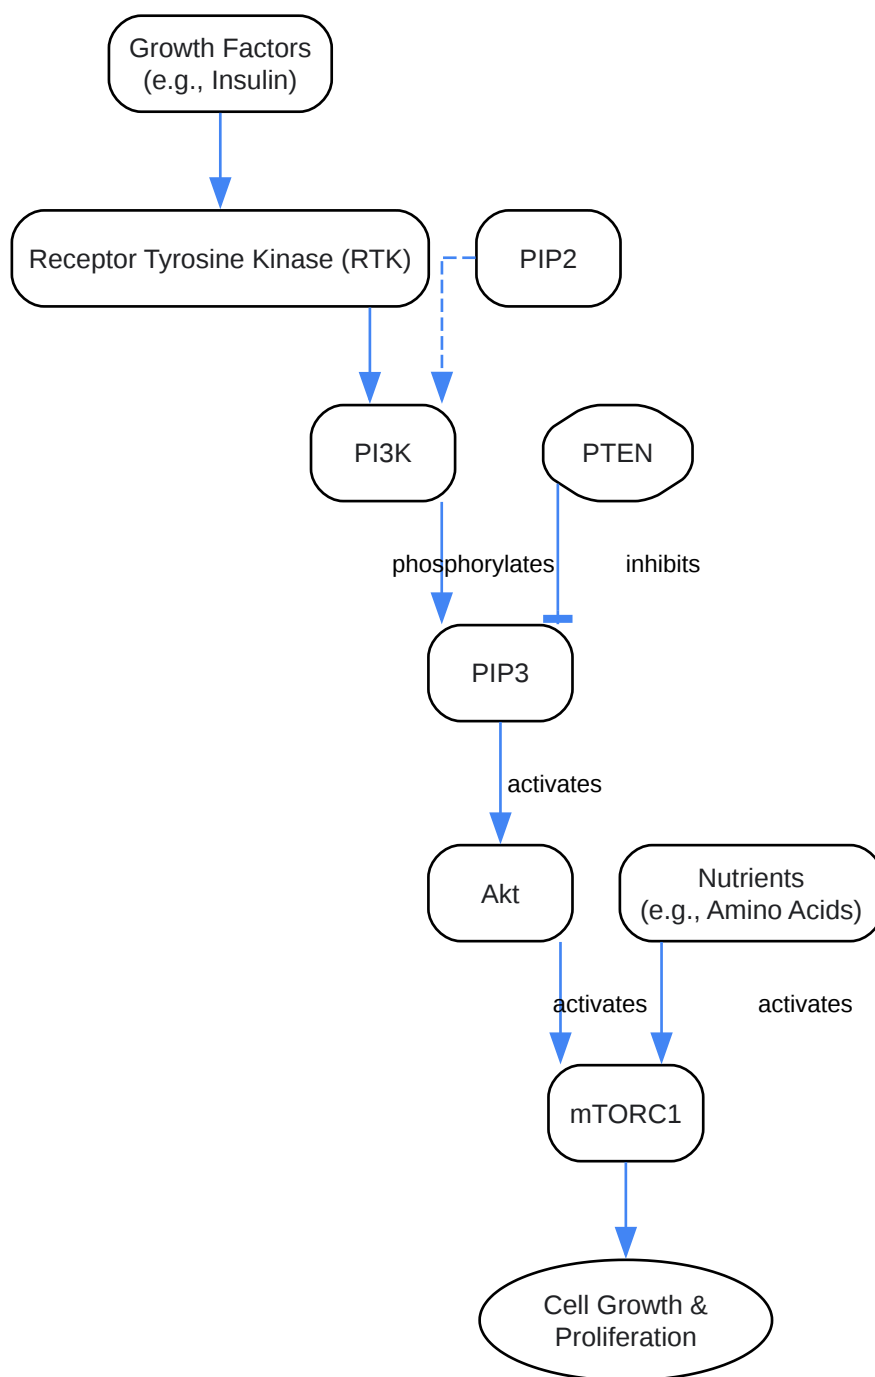 Growth Factors
(e.g., Insulin)
Receptor Tyrosine Kinase (RTK)
PIP2
PI3K
PTEN
phosphorylates
inhibits
PIP3
activates
Akt
Nutrients
(e.g., Amino Acids)
activates
activates
mTORC1
Cell Growth &
Proliferation